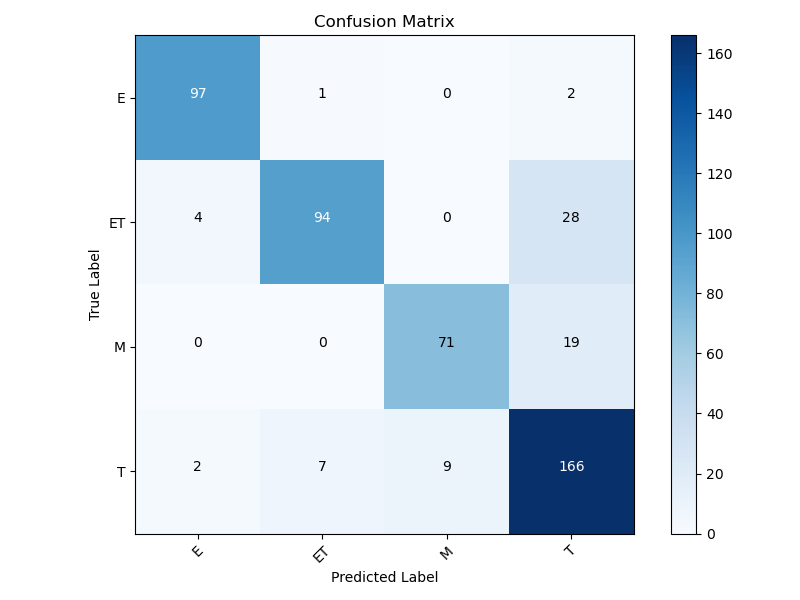 Confusion Matrix
E 97 1 0 2
ET 4 94 0 28
M 0 0 71 19
T 2 7 9 166
E ET M T
Predicted Label
True Label
160
140
120
100
80
60
40
20
0